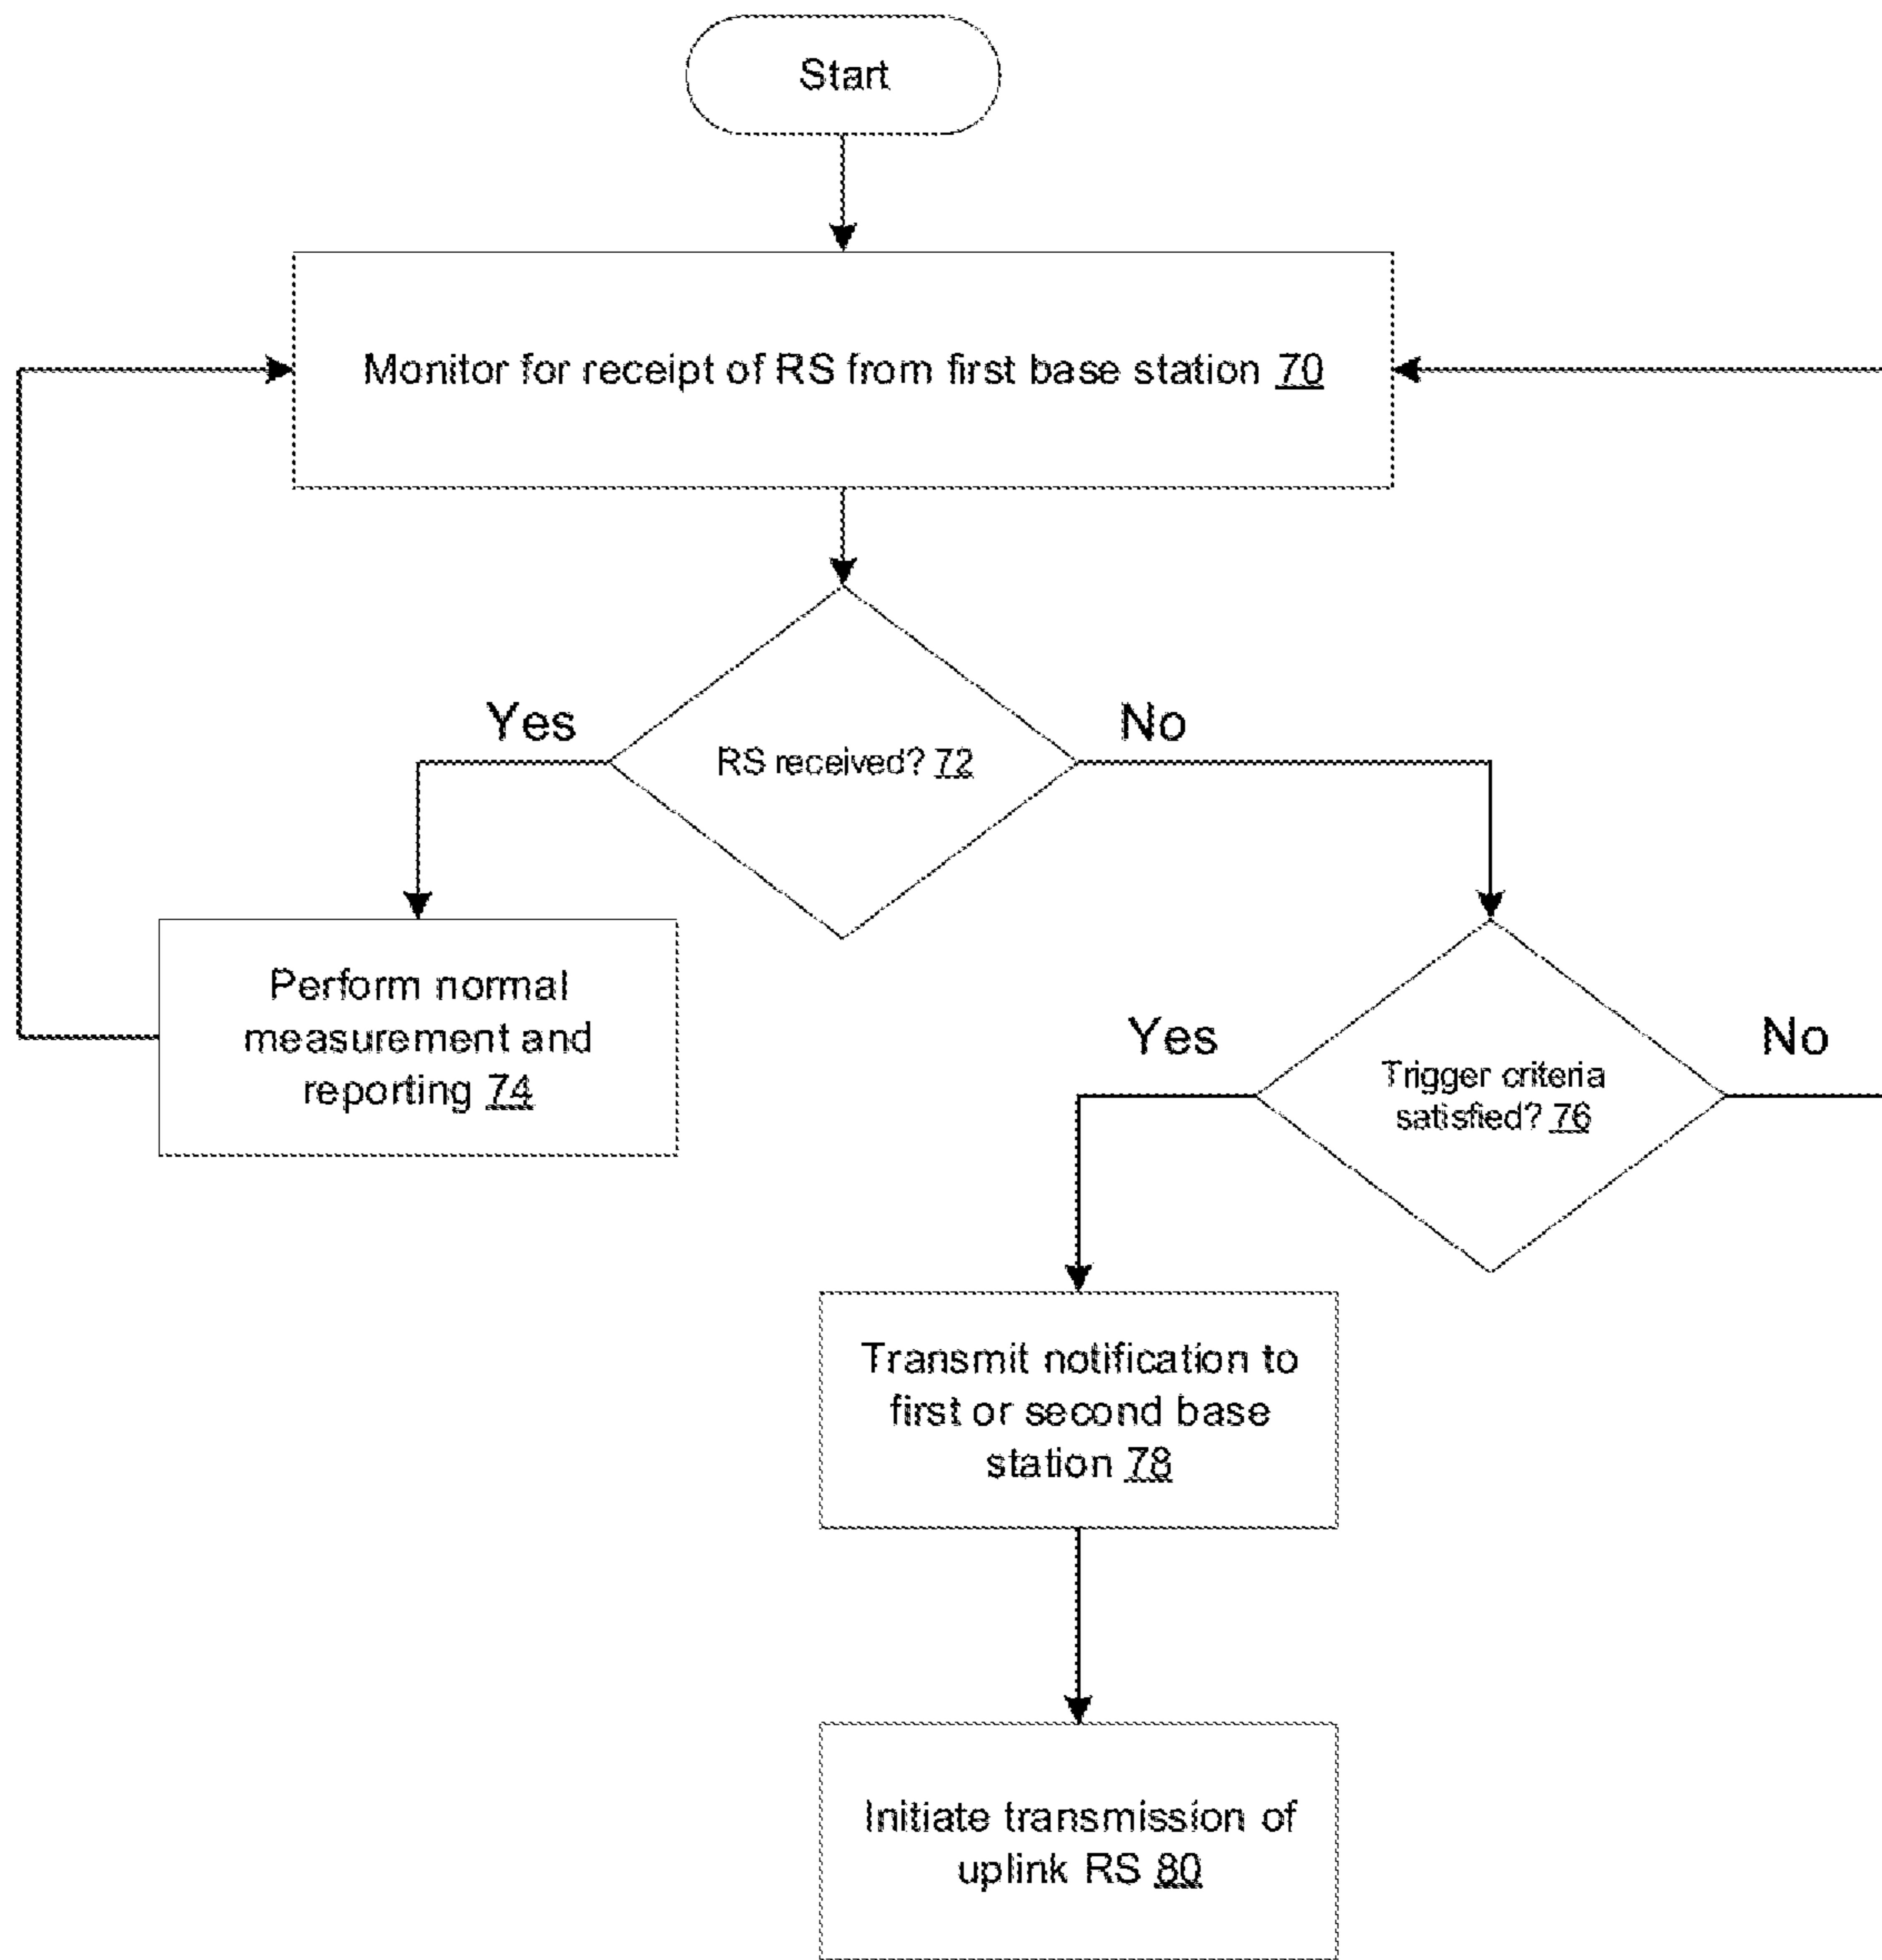 Start
Monitor for receipt of RS from first base station 70
Yes
No
RS received? 72
Perform normal
measurement and
reporting 74
Yes
No
Trigger criteria
satisfied? 76
Transmit notification to
first or second base
station 78
Initiate transmission of
uplink RS 80